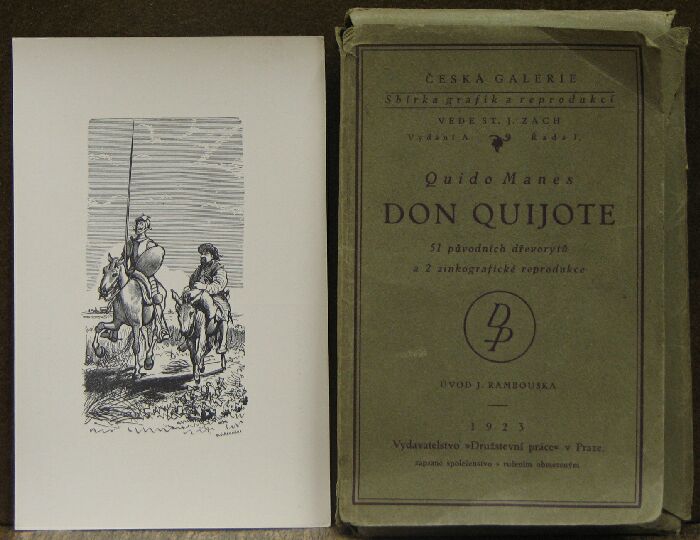 ČESKÁ GALERIE
Sbírka grafik a reprodukcí
VEDE ST. J. ZACH
Vydání A. Řada I.
Quido Manes
DON QUIJOTE
51 původních dřevorytů
a 2 zinkografické reprodukce
DP
ÚVOD J. RAMBOUSKA
1923
Vydavatelstvo »Družstevní práce« v Praze,
zapsané společenstvo s ručením obmezeným